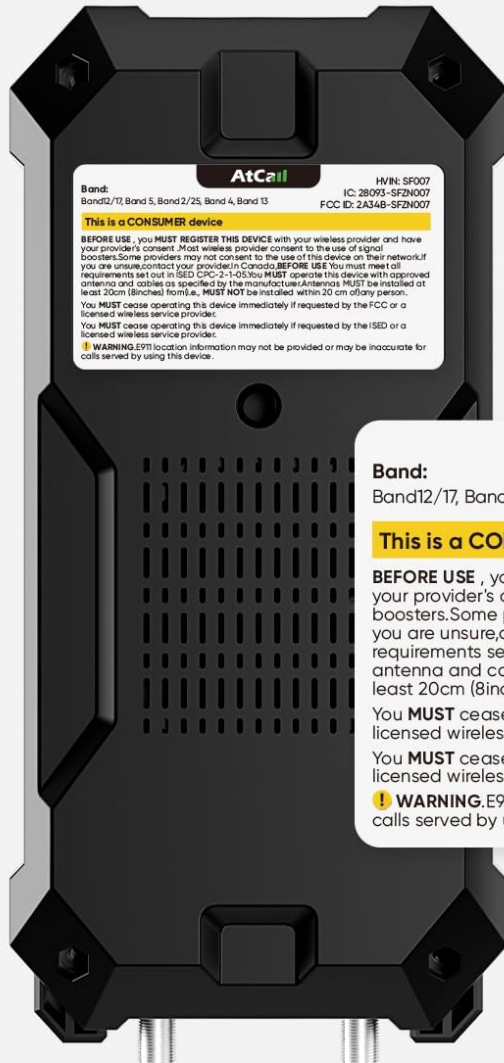 AtCall
HVIN: SF007
IC: 28093-SFZN007
FCC ID: 2A34B-SFZN007
Band:
Band12/17, Band 5, Band 2/25, Band 4, Band 13
This is a CONSUMER device
BEFORE USE , you MUST REGISTER THIS DEVICE with your wireless provider and have
your provider's consent .Most wireless provider consent to the use of signal
boosters.Some providers may not consent to the use of this device on their network.If
you are unsure,contact your provider.In Canada,BEFORE USE You must meet all
requirements set out in ISED CPC-2-1-05.You MUST operate this device with approved
antenna and cables as specified by the manufacturer.Antennas MUST be installed at
least 20cm (8inches) from(i.e., MUST NOT be installed within 20 cm of)any person.
You MUST cease operating this device immediately if requested by the FCC or a
licensed wireless service provider.
You MUST cease operating this device immediately if requested by the ISED or a
licensed wireless service provider.
! WARNING.E911 location information may not be provided or may be inaccurate for
calls served by using this device.
Band:
Band12/17, Band
This is a CO
BEFORE USE , yo
your provider's c
boosters.Some p
you are unsure,c
requirements se
antenna and ca
least 20cm (8inc
You MUST cease
licensed wireles
You MUST cease
licensed wireles
! WARNING.E9
calls served by u